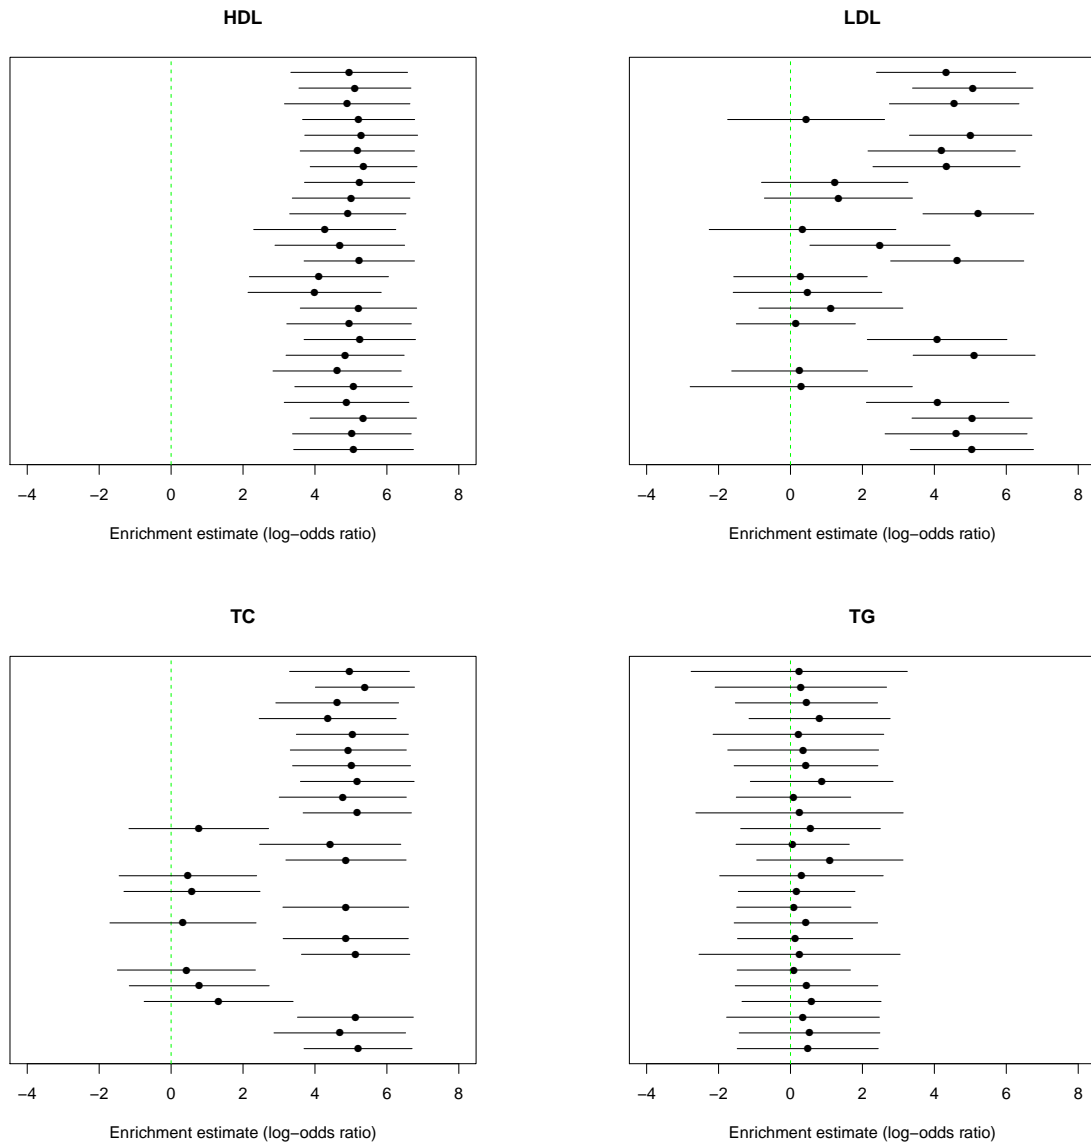 HDL
−4 −2 0 2 4 6 8
Enrichment estimate (log−odds ratio)
LDL
−4 −2 0 2 4 6 8
Enrichment estimate (log−odds ratio)
TC
−4 −2 0 2 4 6 8
Enrichment estimate (log−odds ratio)
TG
−4 −2 0 2 4 6 8
Enrichment estimate (log−odds ratio)